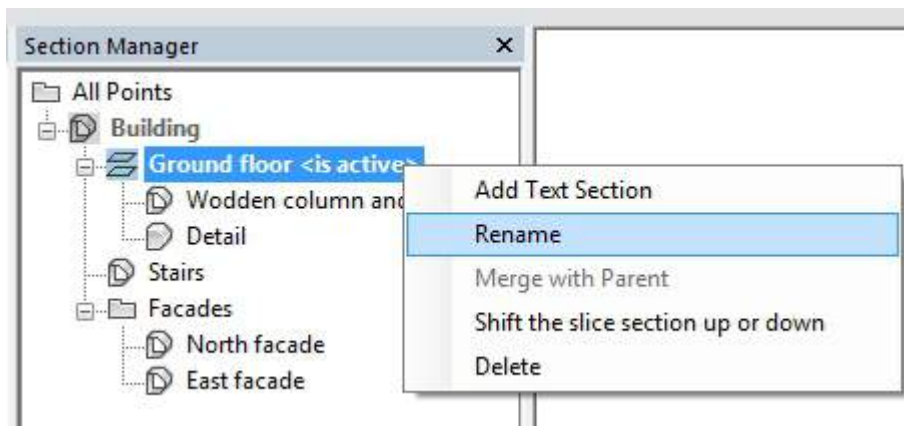 Section Manager
All Points
Building
Ground floor <is active>
Wodden column and
Detail
Stairs
Facades
North facade
East facade
Add Text Section
Rename
Merge with Parent
Shift the slice section up or down
Delete